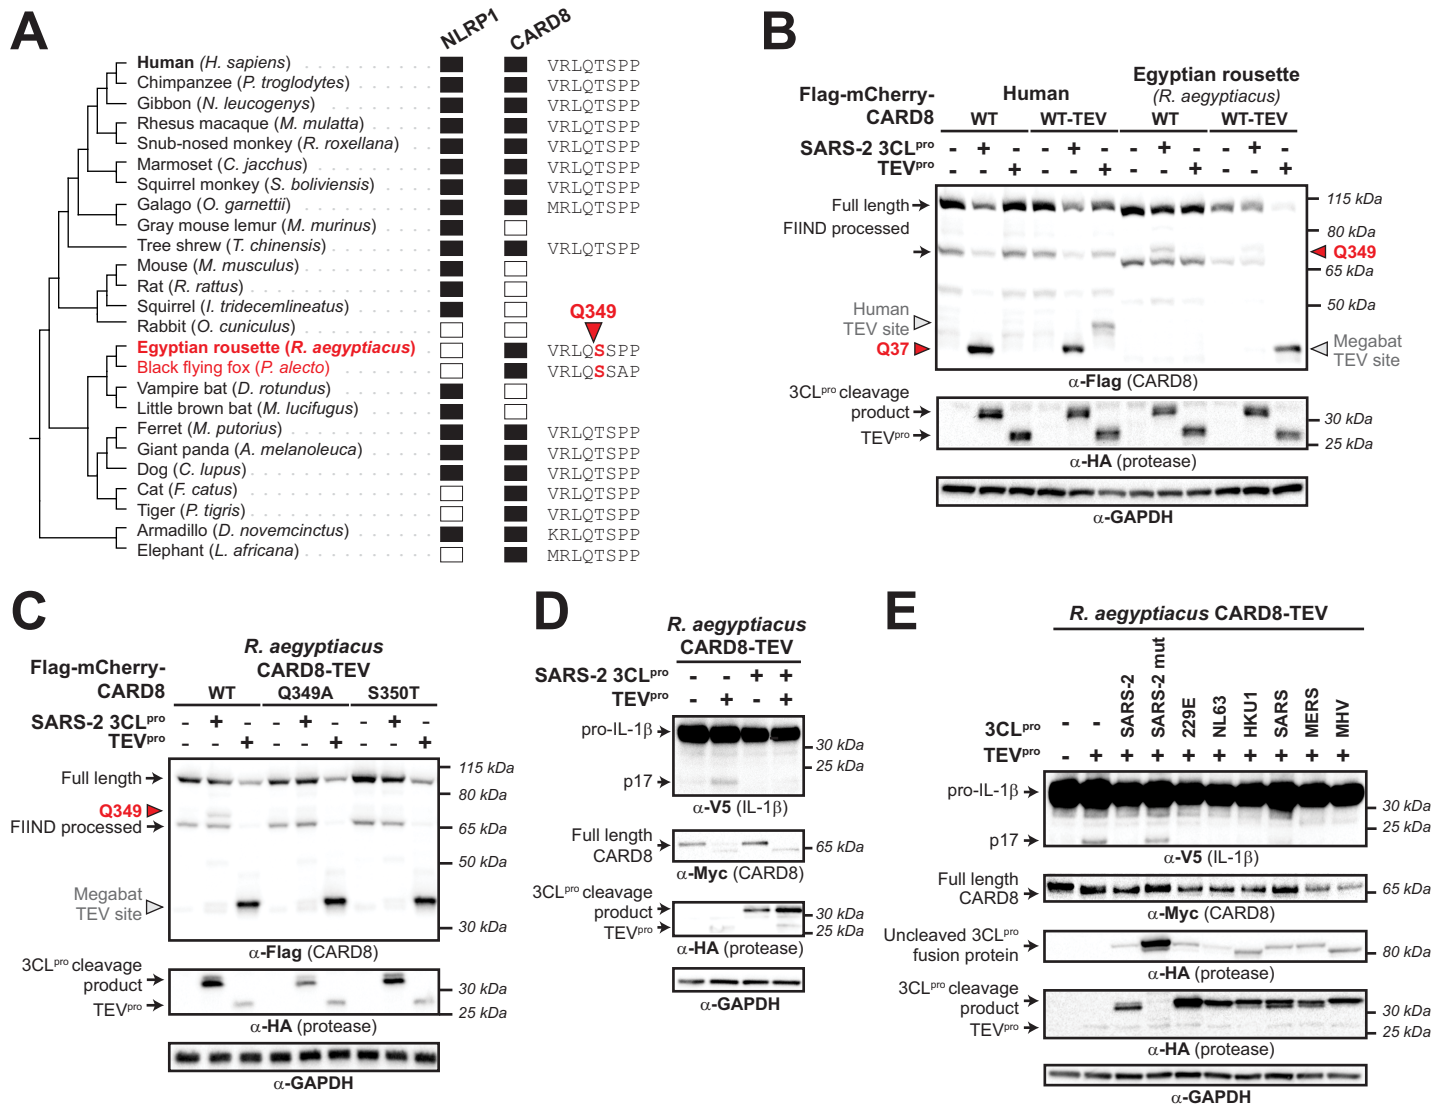 A
NLRP1
CARD8
Human (H. sapiens) VRLQTSPP
Chimpanzee (P. troglodytes) VRLQTSPP
Gibbon (N. leucogenys) VRLQTSPP
Rhesus macaque (M. mulatta) VRLQTSPP
Snub-nosed monkey (R. roxellana) VRLQTSPP
Marmoset (C. jacchus) VRLQTSPP
Squirrel monkey (S. boliviensis) VRLQTSPP
Galago (O. garnettii) MRLQTSPP
Gray mouse lemur (M. murinus)
Tree shrew (T. chinensis) VRLQTSPP
Mouse (M. musculus)
Rat (R. rattus)
Squirrel (I. tridecemlineatus)
Q349
Rabbit (O. cuniculus)
Egyptian rousette (R. aegyptiacus) VRLQSSPP
Black flying fox (P. alecto) VRLQSSAP
Vampire bat (D. rotundus)
Little brown bat (M. lucifugus)
Ferret (M. putorius) VRLQTSPP
Giant panda (A. melanoleuca) VRLQTSPP
Dog (C. lupus) VRLQTSPP
Cat (F. catus) VRLQTSPP
Tiger (P. tigris) VRLQTSPP
Armadillo (D. novemcinctus) KRLQTSPP
Elephant (L. africana) MRLQTSPP
B
Egyptian rousette
(R. aegyptiacus)
Flag-mCherry-
CARD8
Human
WT WT-TEV WT WT-TEV
SARS-2 3CLpro - + - - + - - + - - + -
TEVpro - - + - - + - - + - - +
Full length
FIIND processed
115 kDa
80 kDa
Q349
65 kDa
50 kDa
Human
TEV site
Q37
Megabat
TEV site
30 kDa
α-Flag (CARD8)
3CLpro cleavage
product
TEVpro
30 kDa
25 kDa
α-HA (protease)
α-GAPDH
C
R. aegyptiacus
CARD8-TEV
Flag-mCherry-
CARD8
WT Q349A S350T
SARS-2 3CLpro - + - - + - - + -
TEVpro - - + - - + - - +
Full length
Q349
FIIND processed
Megabat
TEV site
115 kDa
80 kDa
65 kDa
50 kDa
30 kDa
α-Flag (CARD8)
3CLpro cleavage
product
TEVpro
30 kDa
25 kDa
α-HA (protease)
α-GAPDH
D
R. aegyptiacus
CARD8-TEV
SARS-2 3CLpro - - + +
TEVpro - + - +
pro-IL-1β
p17
30 kDa
25 kDa
α-V5 (IL-1β)
Full length
CARD8
65 kDa
α-Myc (CARD8)
3CLpro cleavage
product
TEVpro
30 kDa
25 kDa
α-HA (protease)
α-GAPDH
E
R. aegyptiacus CARD8-TEV
3CLpro - - SARS-2 SARS-2 mut 229E NL63 HKU1 SARS MERS MHV
TEVpro - + + + + + + + + +
pro-IL-1β
p17
30 kDa
25 kDa
α-V5 (IL-1β)
Full length
CARD8
65 kDa
α-Myc (CARD8)
Uncleaved 3CLpro
fusion protein
80 kDa
α-HA (protease)
3CLpro cleavage
product
TEVpro
30 kDa
25 kDa
α-HA (protease)
α-GAPDH